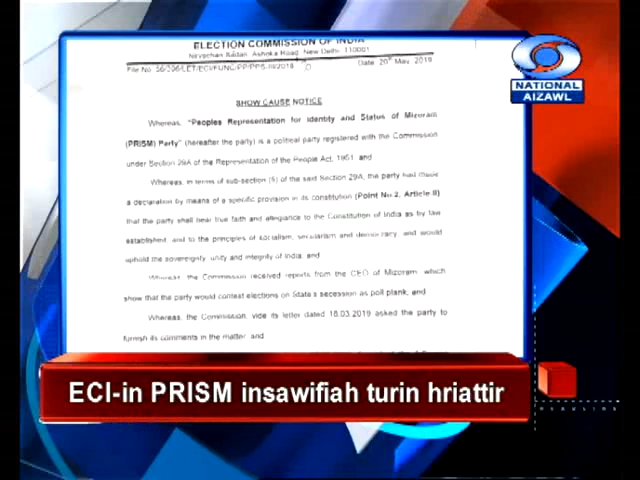 ELECTION COMMISSION OF INDIA
Nirvachan Sadan, Ashoka Road, New Delhi-110001
Date: 20th May, 2019
SHOW CAUSE NOTICE
Whereas, "Peoples Representation for Identity and Status of Mizoram
(PRISM) Party" (hereafter the party) is a political party registered with the Commission
under Section 29A of the Representation of the People Act, 1951; and
Whereas, in terms of sub-section (5) of the said Section 29A, the party had made
a declaration by means of a specific provision in its constitution (Point No.2, Article II)
that the party shall bear true faith and allegiance to the Constitution of India as by law
established, and to the principles of socialism, secularism and democracy, and would
uphold the sovereignty, unity and integrity of India; and
Whereas, the Commission received reports from the CEO of Mizoram, which
show that the party would contest elections on State's secession as poll plank; and
Whereas, the Commission, vide its letter dated 18.03.2019 asked the party to
furnish its comments in the matter; and
NATIONAL
AIZAWL
ECI-in PRISM insawifiah turin hriattir
HEADLINE